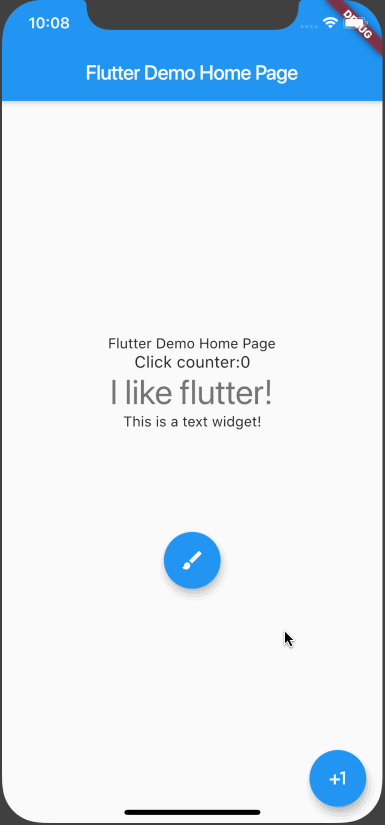 10:08
DEBUG
Flutter Demo Home Page
Flutter Demo Home Page
Click counter:0
I like flutter!
This is a text widget!
+1